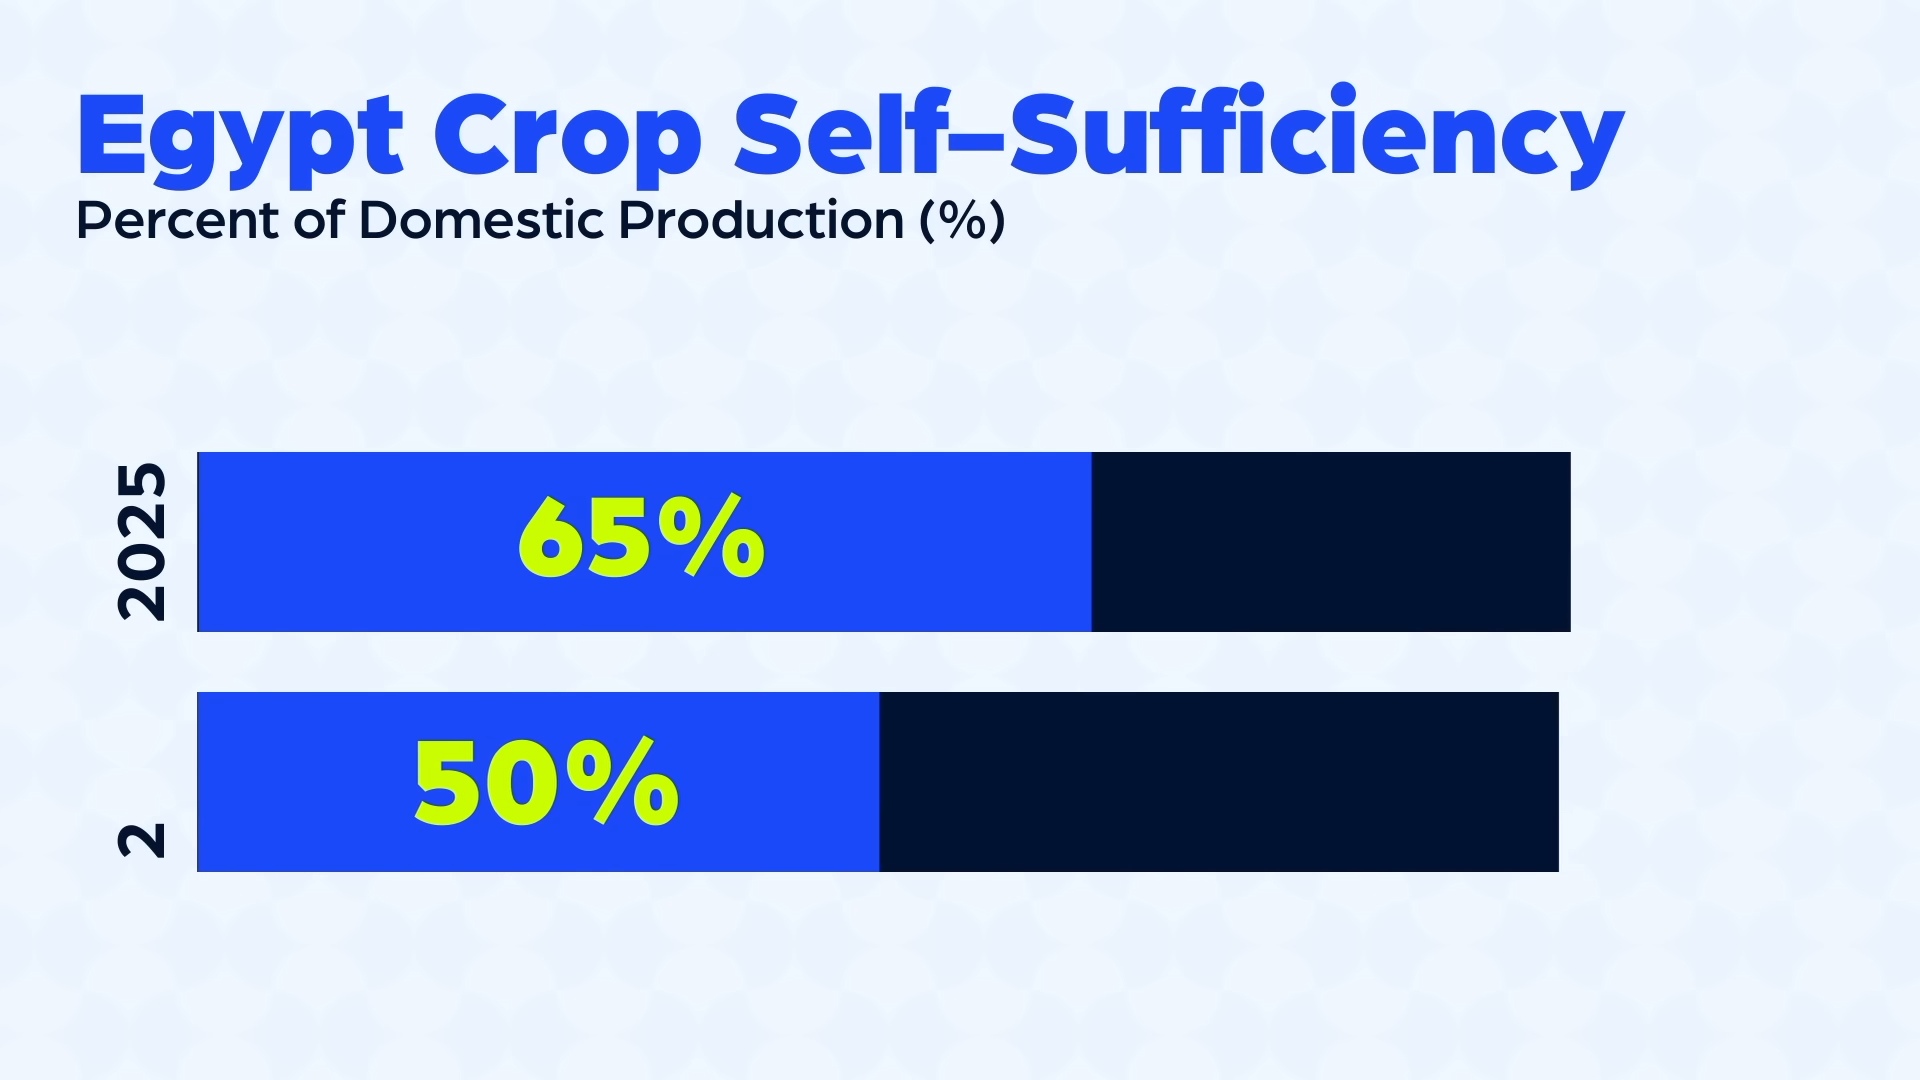 Egypt Crop Self-Sufficiency
Percent of Domestic Production (%)
2025
65%
2
50%